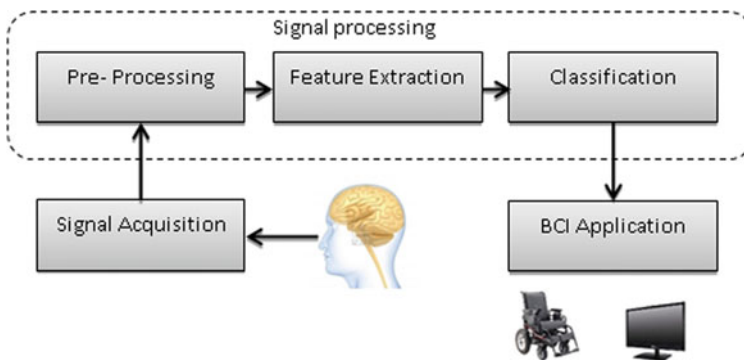 Signal processing
Pre- Processing
Feature Extraction
Classification
Signal Acquisition
BCI Application